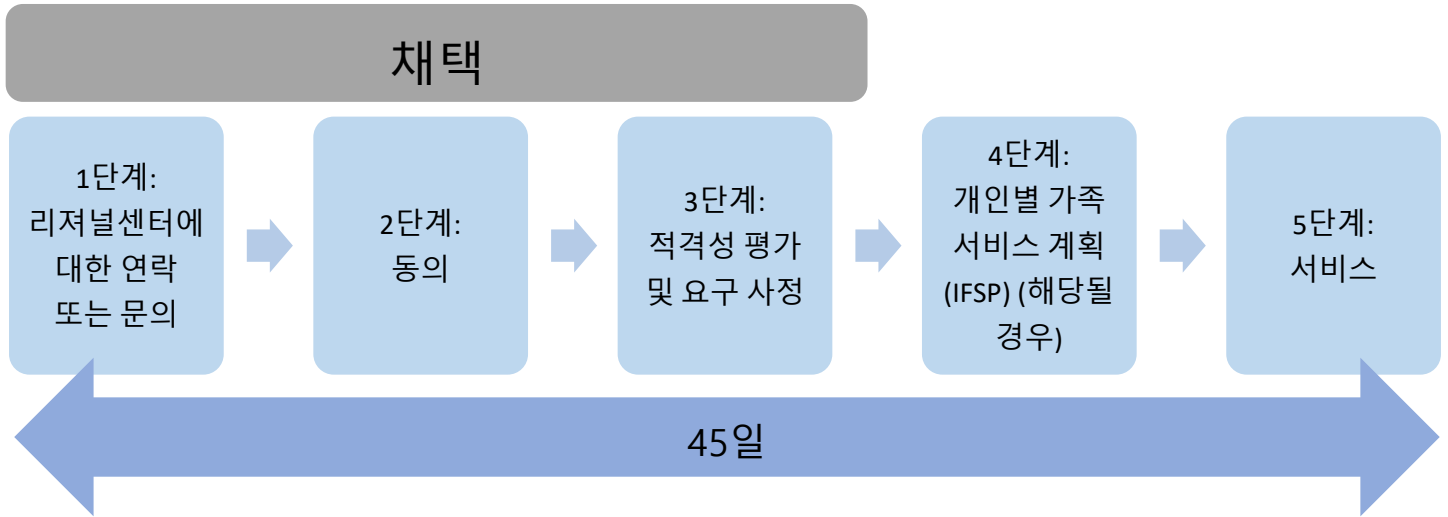 채택
1단계:
리져널센터에
대한 연락
또는 문의
2단계:
동의
3단계:
적격성 평가
및 요구 사정
4단계:
개인별 가족
서비스 계획
(IFSP) (해당될
경우)
5단계:
서비스
45일